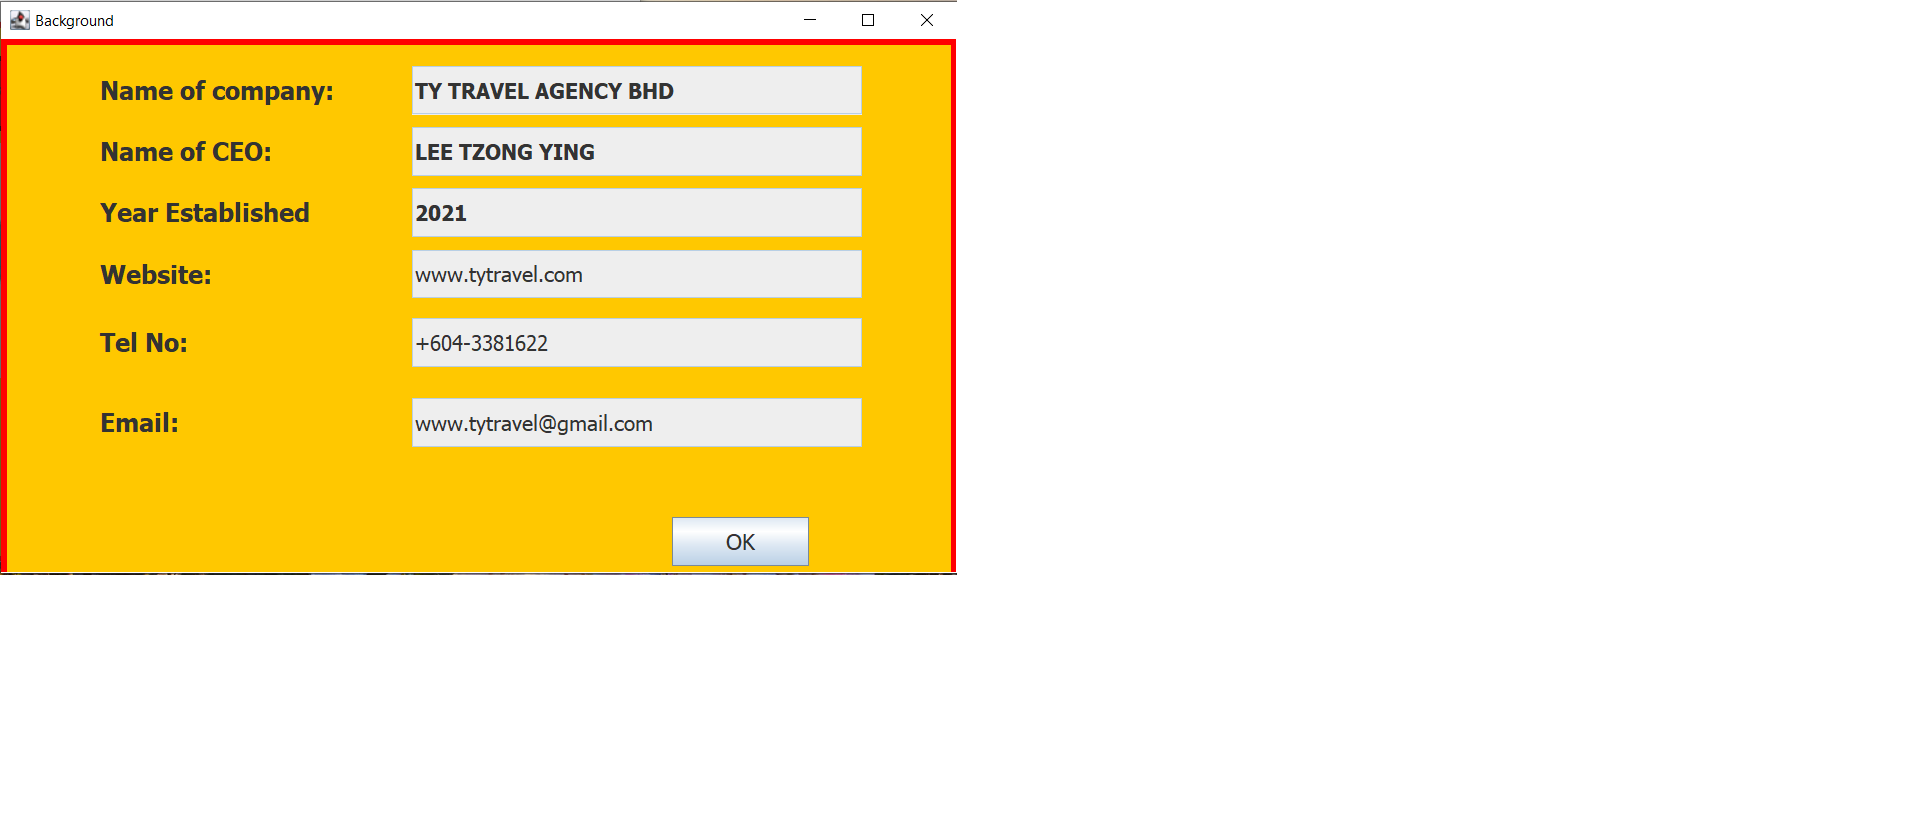 Background
Name of company: TY TRAVEL AGENCY BHD
Name of CEO: LEE TZONG YING
Year Established 2021
Website: www.tytravel.com
Tel No: +604-3381622
Email: www.tytravel@gmail.com
OK